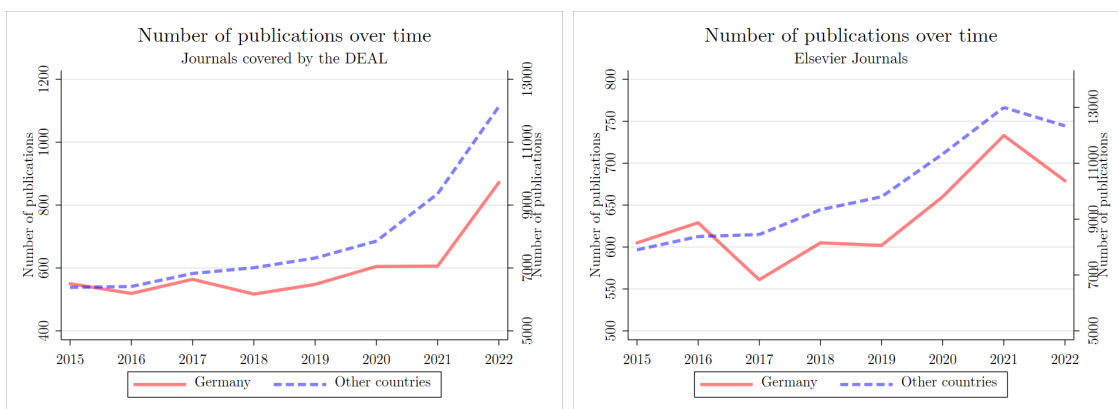 Number of publications over time
Journals covered by the DEAL
Number of publications
400
600
800
1000
1200
Number of publications
5000
7000
9000
11000
13000
2015 2016 2017 2018 2019 2020 2021 2022
Germany Other countries
Number of publications over time
Elsevier Journals
Number of publications
500
550
600
650
700
750
800
Number of publications
5000
7000
9000
11000
13000
2015 2016 2017 2018 2019 2020 2021 2022
Germany Other countries